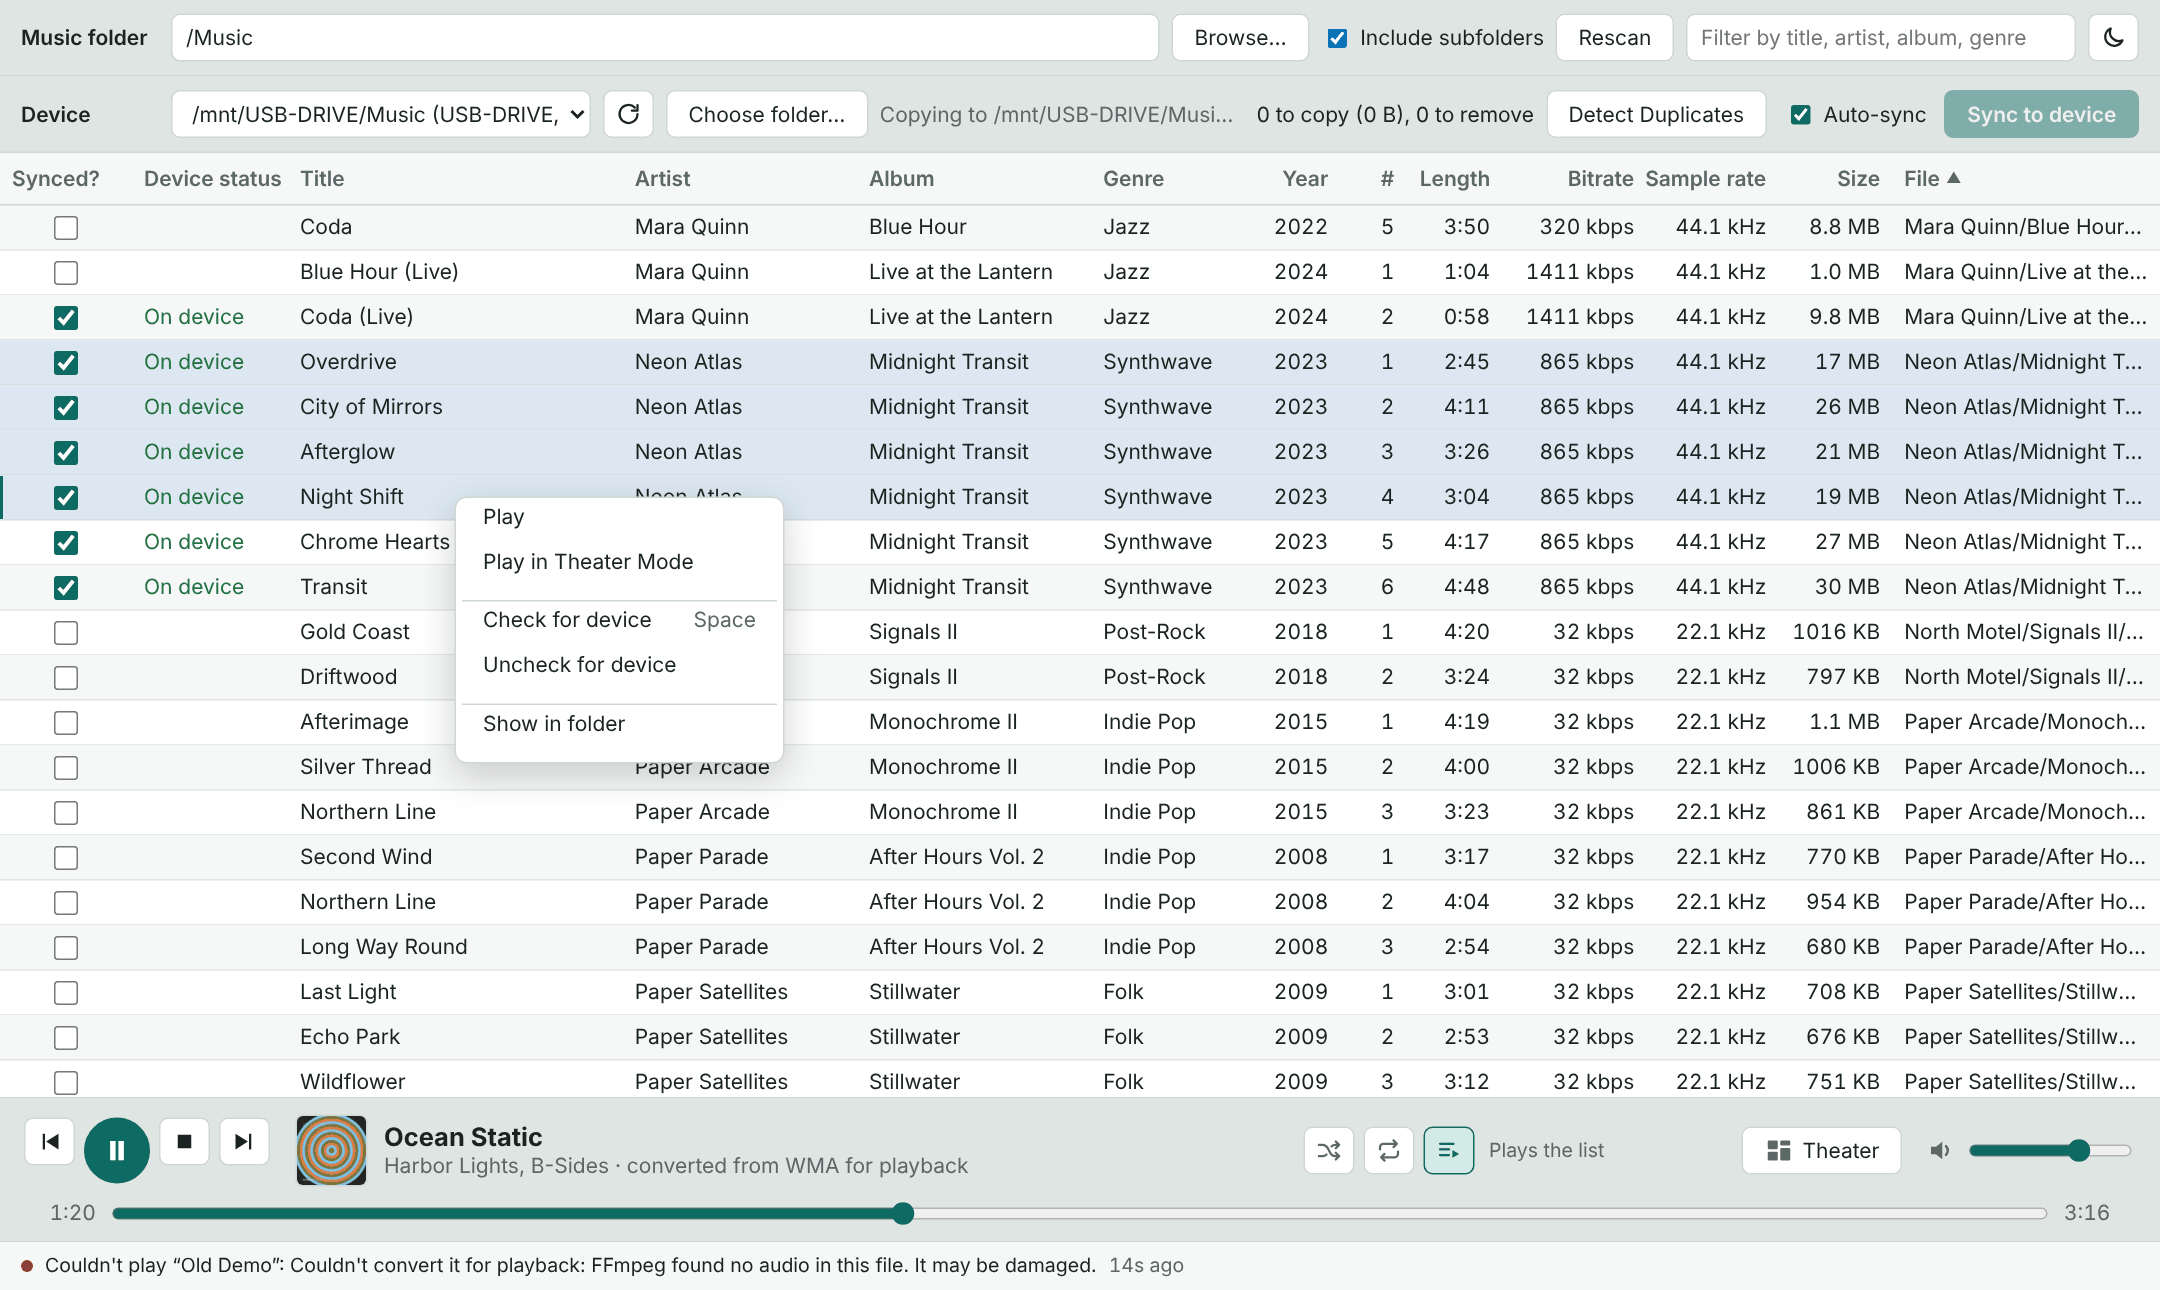 Music folder /Music Browse... Include subfolders Rescan Filter by title, artist, album, genre
Device /mnt/USB-DRIVE/Music (USB-DRIVE, Choose folder... Copying to /mnt/USB-DRIVE/Musi... 0 to copy (0 B), 0 to remove Detect Duplicates Auto-sync Sync to device
Synced? Device status Title Artist Album Genre Year # Length Bitrate Sample rate Size File
Coda Mara Quinn Blue Hour Jazz 2022 5 3:50 320 kbps 44.1 kHz 8.8 MB Mara Quinn/Blue Hour...
Blue Hour (Live) Mara Quinn Live at the Lantern Jazz 2024 1 1:04 1411 kbps 44.1 kHz 1.0 MB Mara Quinn/Live at the...
On device Coda (Live) Mara Quinn Live at the Lantern Jazz 2024 2 0:58 1411 kbps 44.1 kHz 9.8 MB Mara Quinn/Live at the...
On device Overdrive Neon Atlas Midnight Transit Synthwave 2023 1 2:45 865 kbps 44.1 kHz 17 MB Neon Atlas/Midnight T...
On device City of Mirrors Neon Atlas Midnight Transit Synthwave 2023 2 4:11 865 kbps 44.1 kHz 26 MB Neon Atlas/Midnight T...
On device Afterglow Neon Atlas Midnight Transit Synthwave 2023 3 3:26 865 kbps 44.1 kHz 21 MB Neon Atlas/Midnight T...
On device Night Shift Neon Atlas Midnight Transit Synthwave 2023 4 3:04 865 kbps 44.1 kHz 19 MB Neon Atlas/Midnight T...
On device Chrome Hearts Midnight Transit Synthwave 2023 5 4:17 865 kbps 44.1 kHz 27 MB Neon Atlas/Midnight T...
On device Transit Midnight Transit Synthwave 2023 6 4:48 865 kbps 44.1 kHz 30 MB Neon Atlas/Midnight T...
Gold Coast Signals II Post-Rock 2018 1 4:20 32 kbps 22.1 kHz 1016 KB North Motel/Signals II/...
Driftwood Signals II Post-Rock 2018 2 3:24 32 kbps 22.1 kHz 797 KB North Motel/Signals II/...
Afterimage Monochrome II Indie Pop 2015 1 4:19 32 kbps 22.1 kHz 1.1 MB Paper Arcade/Monoch...
Silver Thread Paper Arcade Monochrome II Indie Pop 2015 2 4:00 32 kbps 22.1 kHz 1006 KB Paper Arcade/Monoch...
Northern Line Paper Arcade Monochrome II Indie Pop 2015 3 3:23 32 kbps 22.1 kHz 861 KB Paper Arcade/Monoch...
Second Wind Paper Parade After Hours Vol. 2 Indie Pop 2008 1 3:17 32 kbps 22.1 kHz 770 KB Paper Parade/After Ho...
Northern Line Paper Parade After Hours Vol. 2 Indie Pop 2008 2 4:04 32 kbps 22.1 kHz 954 KB Paper Parade/After Ho...
Long Way Round Paper Parade After Hours Vol. 2 Indie Pop 2008 3 2:54 32 kbps 22.1 kHz 680 KB Paper Parade/After Ho...
Last Light Paper Satellites Stillwater Folk 2009 1 3:01 32 kbps 22.1 kHz 708 KB Paper Satellites/Stillw...
Echo Park Paper Satellites Stillwater Folk 2009 2 2:53 32 kbps 22.1 kHz 676 KB Paper Satellites/Stillw...
Wildflower Paper Satellites Stillwater Folk 2009 3 3:12 32 kbps 22.1 kHz 751 KB Paper Satellites/Stillw...
Play
Play in Theater Mode
Check for device Space
Uncheck for device
Show in folder
Ocean Static
Harbor Lights, B-Sides · converted from WMA for playback
Plays the list Theater
1:20 3:16
Couldn't play “Old Demo”: Couldn't convert it for playback: FFmpeg found no audio in this file. It may be damaged. 14s ago